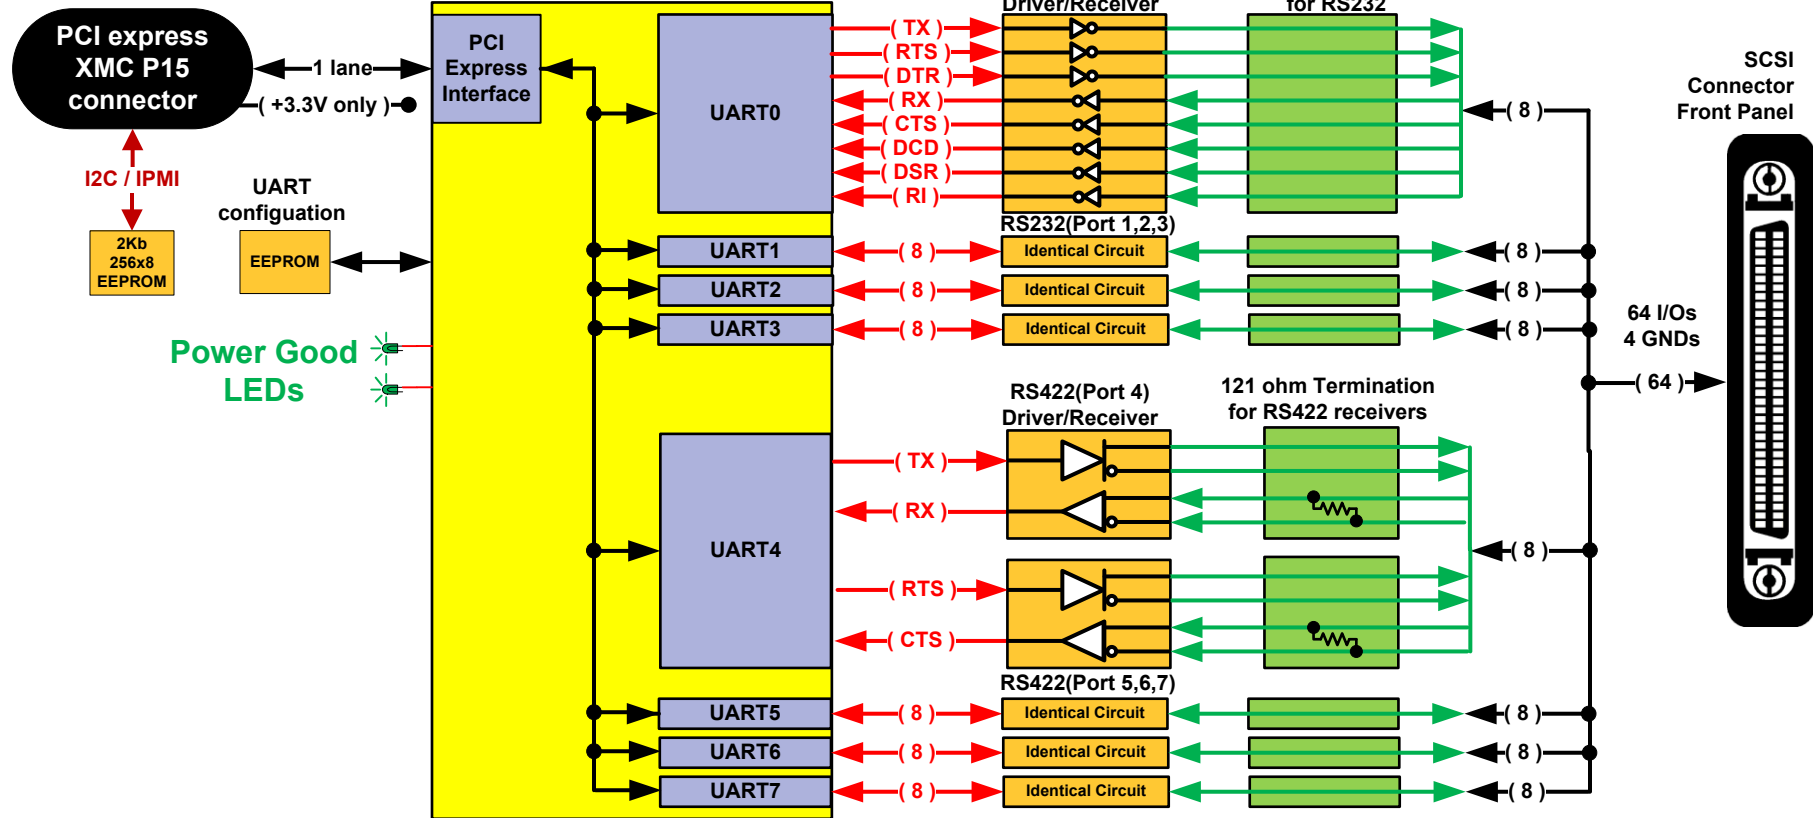 Driver/Receiver
for RS232
PCI express
XMC P15
connector
1 lane
( +3.3V only )
I2C / IPMI
2Kb
256x8
EEPROM
UART
configuation
EEPROM
Power Good
LEDs
PCI
Express
Interface
UART0
( TX )
( RTS )
( DTR )
( RX )
( CTS )
( DCD )
( DSR )
( RI )
( 8 )
RS232(Port 1,2,3)
UART1
( 8 )
Identical Circuit
( 8 )
UART2
( 8 )
Identical Circuit
( 8 )
UART3
( 8 )
Identical Circuit
( 8 )
RS422(Port 4)
Driver/Receiver
121 ohm Termination
for RS422 receivers
UART4
( TX )
( RX )
( RTS )
( CTS )
( 8 )
RS422(Port 5,6,7)
UART5
( 8 )
Identical Circuit
( 8 )
UART6
( 8 )
Identical Circuit
( 8 )
UART7
( 8 )
Identical Circuit
( 8 )
64 I/Os
4 GNDs
( 64 )
SCSI
Connector
Front Panel